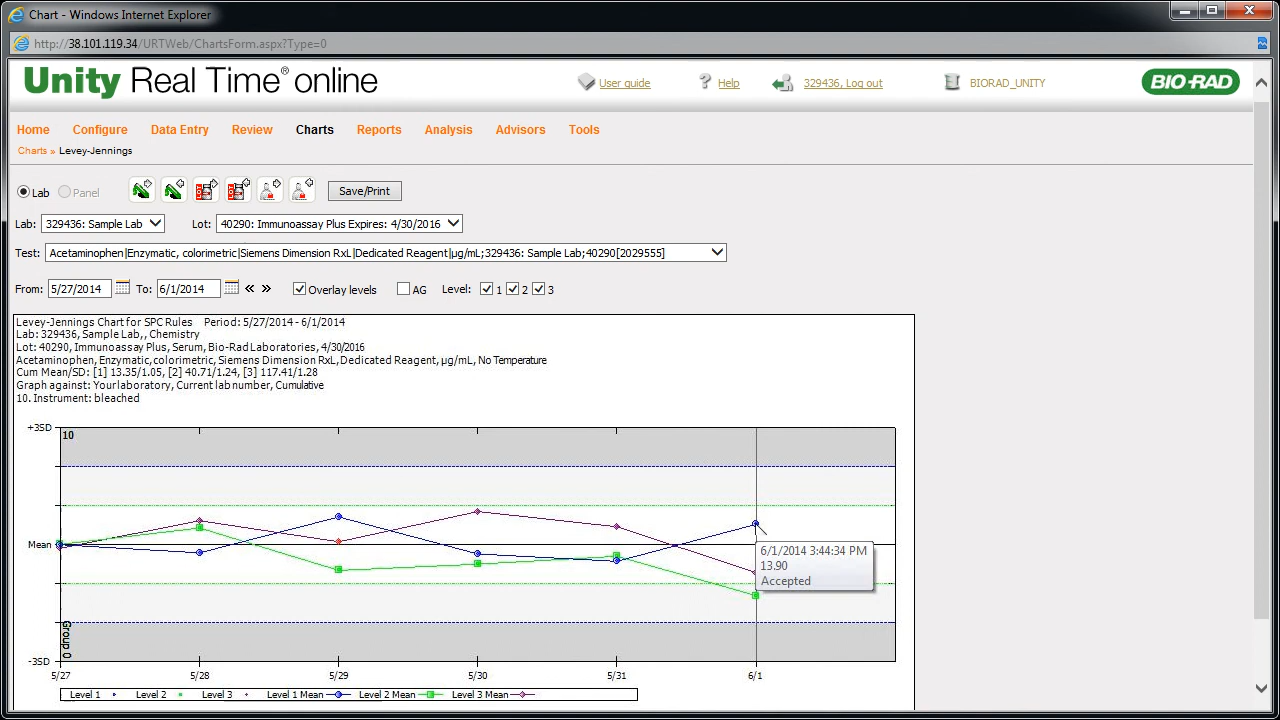 Chart - Windows Internet Explorer
http://38.101.119.34/URTWeb/ChartsForm.aspx?Type=0
Unity Real Time® online
User guide
Help
329436, Log out
BIORAD_UNITY
BIO-RAD
Home Configure Data Entry Review Charts Reports Analysis Advisors Tools
Charts » Levey-Jennings
Lab Panel Save/Print
Lab: 329436: Sample Lab Lot: 40290: Immunoassay Plus Expires: 4/30/2016
Test: Acetaminophen|Enzymatic, colorimetric|Siemens Dimension RxL|Dedicated Reagent|µg/mL;329436: Sample Lab;40290[2029555]
From: 5/27/2014 To: 6/1/2014 « » Overlay levels AG Level: 1 2 3
Levey-Jennings Chart for SPC Rules Period: 5/27/2014 - 6/1/2014
Lab: 329436, Sample Lab, , Chemistry
Lot: 40290, Immunoassay Plus, Serum, Bio-Rad Laboratories, 4/30/2016
Acetaminophen, Enzymatic, colorimetric, Siemens Dimension RxL, Dedicated Reagent, µg/mL, No Temperature
Cum Mean/SD: [1] 13.35/1.05, [2] 40.71/1.24, [3] 117.41/1.28
Graph against: Your laboratory, Current lab number, Cumulative
10. Instrument: bleached
+3SD
10
Mean
6/1/2014 3:44:34 PM
13.90
Accepted
Group 0
-3SD
5/27 5/28 5/29 5/30 5/31 6/1
Level 1 Level 2 Level 3 Level 1 Mean Level 2 Mean Level 3 Mean